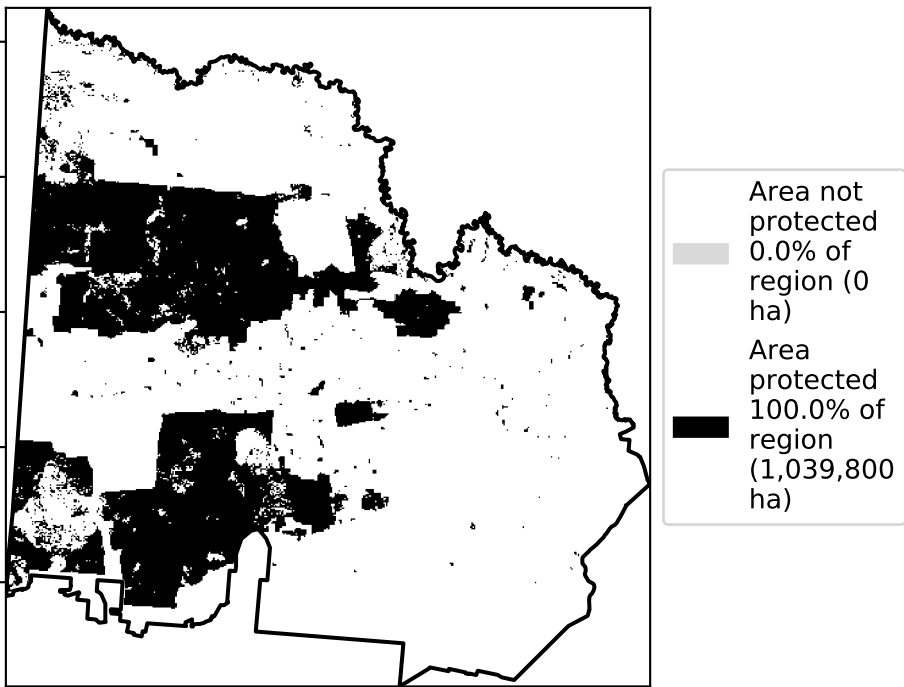 Area not
protected
0.0% of
region (0
ha)
Area
protected
100.0% of
region
(1,039,800
ha)